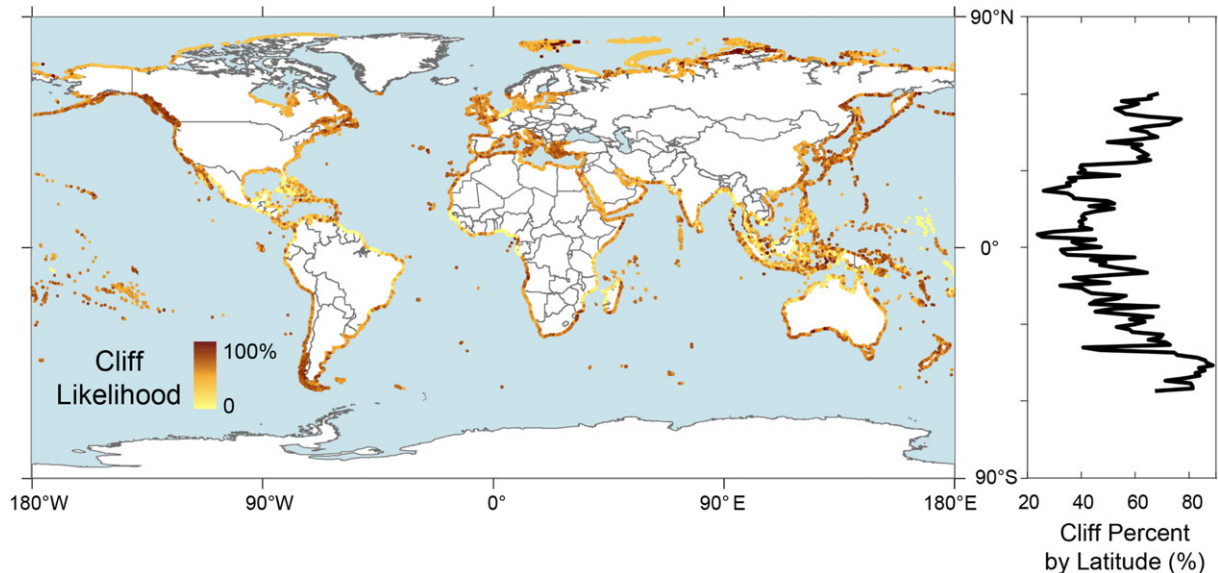 90°N
Cliff
Likelihood
100%
0
0°
90°S
180°W
90°W
0°
90°E
180°E
20
40
60
80
Cliff Percent
by Latitude (%)